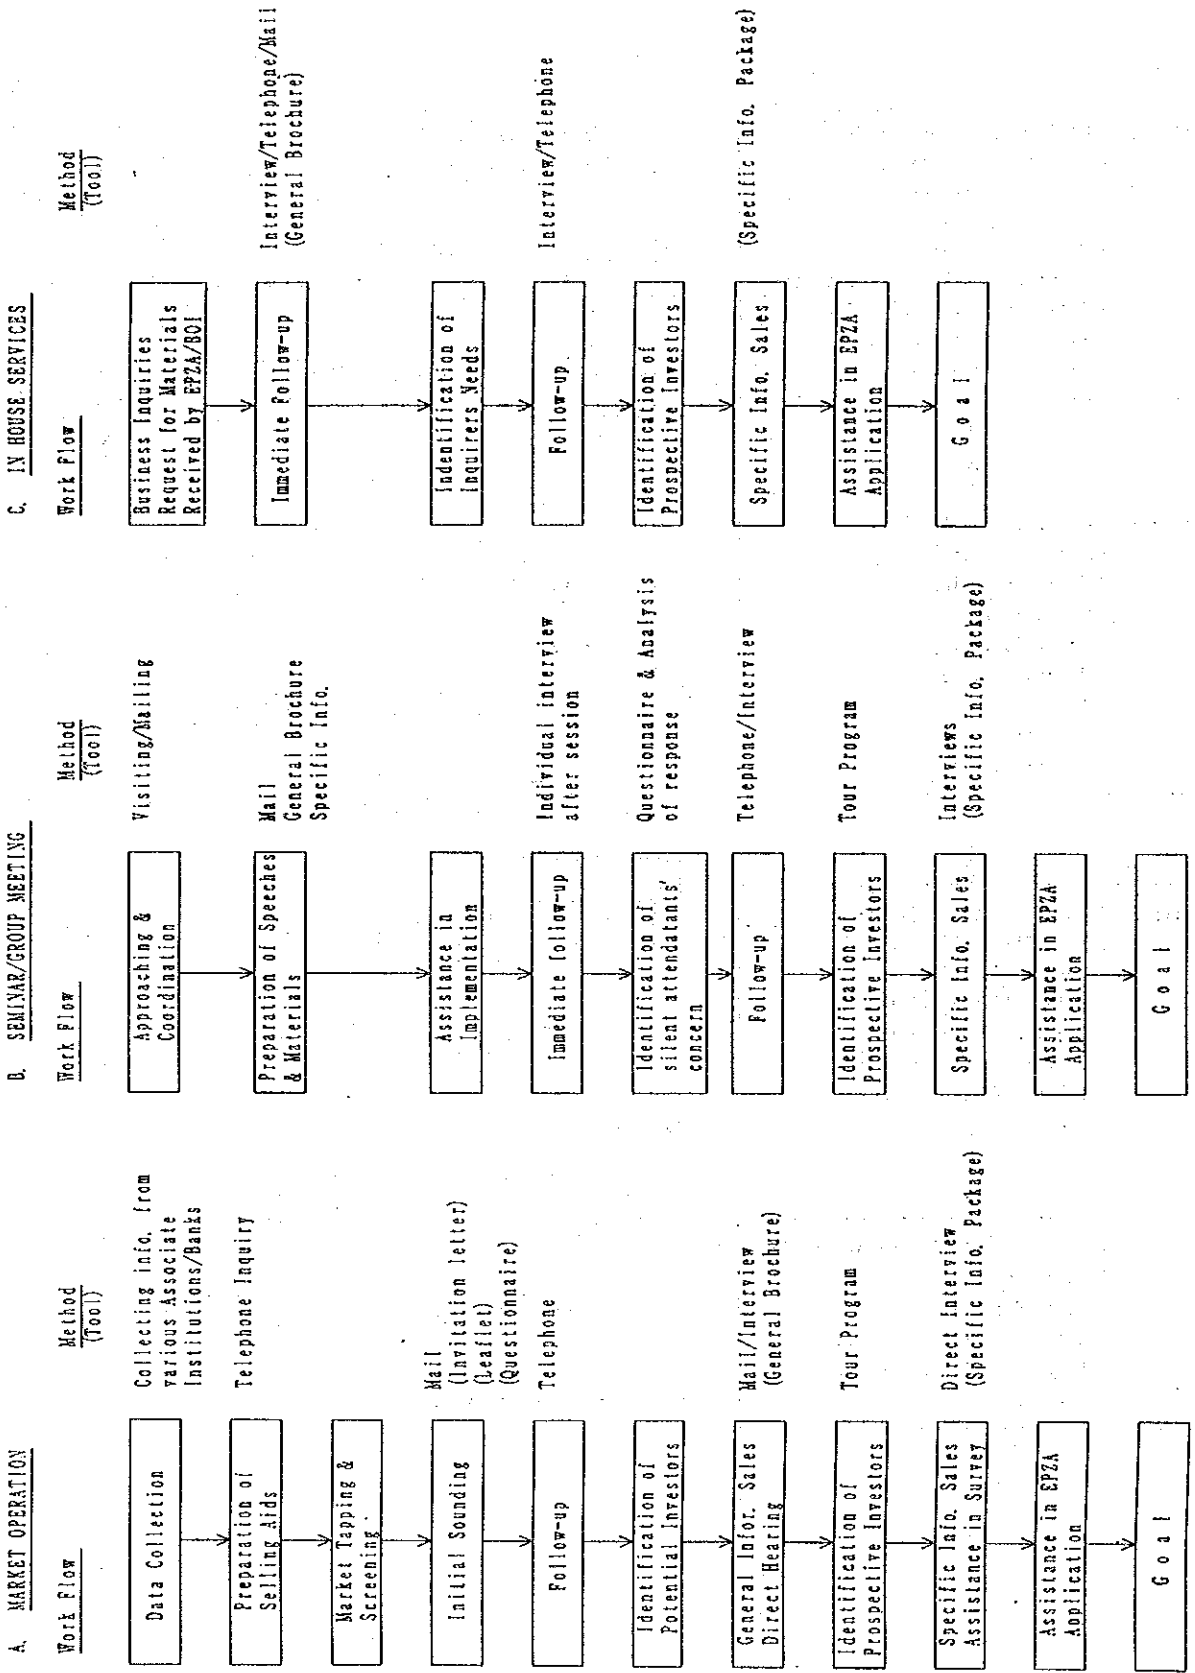 A. MARKET OPERATION
Work Flow
Method
(Tool)
Data Collection
Collecting info. from
various Associate
Institutions/Banks
Preparation of
Selling Aids
Telephone Inquiry
Market Tapping &
Screening
Initial Sounding
Mail
(Invitation letter)
(Leaflet)
(Questionnaire)
Follow-up
Telephone
Identification of
Potential Investors
General Infor. Sales
Direct Hearing
Mail/Interview
(General Brochure)
Identification of
Prospective Investors
Tour Program
Specific Info. Sales
Assistance in Survey
Direct Interview
(Specific Info. Package)
Assistance in EPZA
Application
Goal
B. SEMINAR/GROUP MEETING
Work Flow
Method
(Tool)
Approaching &
Coordination
Visiting/Mailing
Preparation of Speeches
& Materials
Mail
General Brochure
Specific Info.
Assistance in
Implementation
Immediate follow-up
Individual interview
after session
Identification of
silent attendatants'
concern
Questionnaire & Analysis
of response
Follow-up
Telephone/Interview
Identification of
Prospective Investors
Tour Program
Specific Info. Sales
Interviews
(Specific Info. Package)
Assistance in EPZA
Application
Goal
C. IN HOUSE SERVICES
Work Flow
Method
(Tool)
Business Inquiries
Request for Materials
Received by EPZA/BOI
Immediate Follow-up
Interview/Telephone/Mail
(General Brochure)
Indentification of
Inquirers Needs
Follow-up
Interview/Telephone
Identification of
Prospective Investors
Specific Info. Sales
(Specific Info. Package)
Assistance in EPZA
Application
Goal